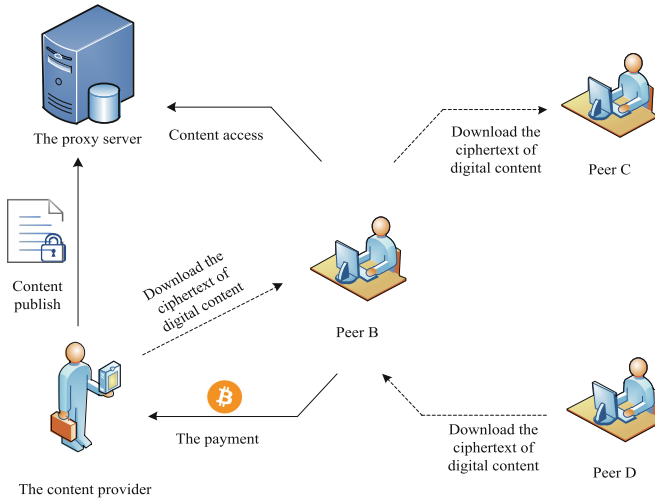 The proxy server
Content access
Download the
ciphertext of
digital content
Peer C
Content
publish
Download the
ciphertext of
digital content
Peer B
The payment
Download the
ciphertext of
digital content
The content provider
Peer D